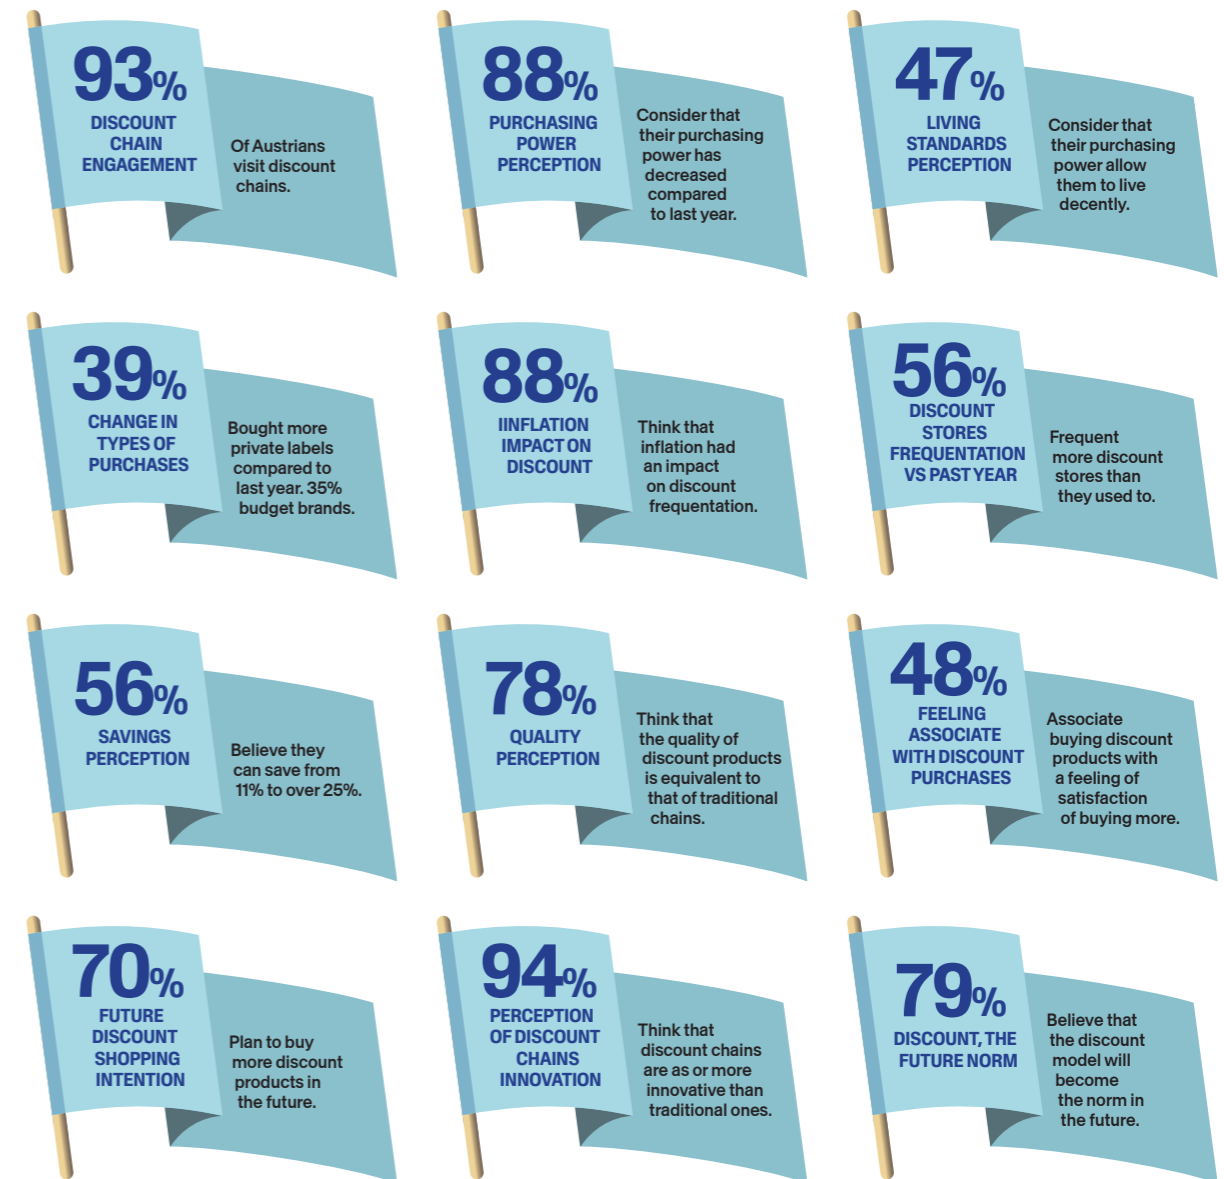 93%
DISCOUNT
CHAIN
ENGAGEMENT
Of Austrians
visit discount
chains.
88%
PURCHASING
POWER
PERCEPTION
Consider that
their purchasing
power has
decreased
compared
to last year.
47%
LIVING
STANDARDS
PERCEPTION
Consider that
their purchasing
power allow
them to live
decently.
39%
CHANGE IN
TYPES OF
PURCHASES
Bought more
private labels
compared to
last year. 35%
budget brands.
88%
IINFLATION
IMPACT ON
DISCOUNT
Think that
inflation had
an impact
on discount
frequentation.
56%
DISCOUNT
STORES
FREQUENTATION
VS PAST YEAR
Frequent
more discount
stores than
they used to.
56%
SAVINGS
PERCEPTION
Believe they
can save from
11% to over 25%.
78%
QUALITY
PERCEPTION
Think that
the quality of
discount products
is equivalent to
that of traditional
chains.
48%
FEELING
ASSOCIATE
WITH DISCOUNT
PURCHASES
Associate
buying discount
products with
a feeling of
satisfaction
of buying more.
70%
FUTURE
DISCOUNT
SHOPPING
INTENTION
Plan to buy
more discount
products in
the future.
94%
PERCEPTION
OF DISCOUNT
CHAINS
INNOVATION
Think that
discount chains
are as or more
innovative than
traditional ones.
79%
DISCOUNT, THE
FUTURE NORM
Believe that
the discount
model will
become
the norm in
the future.